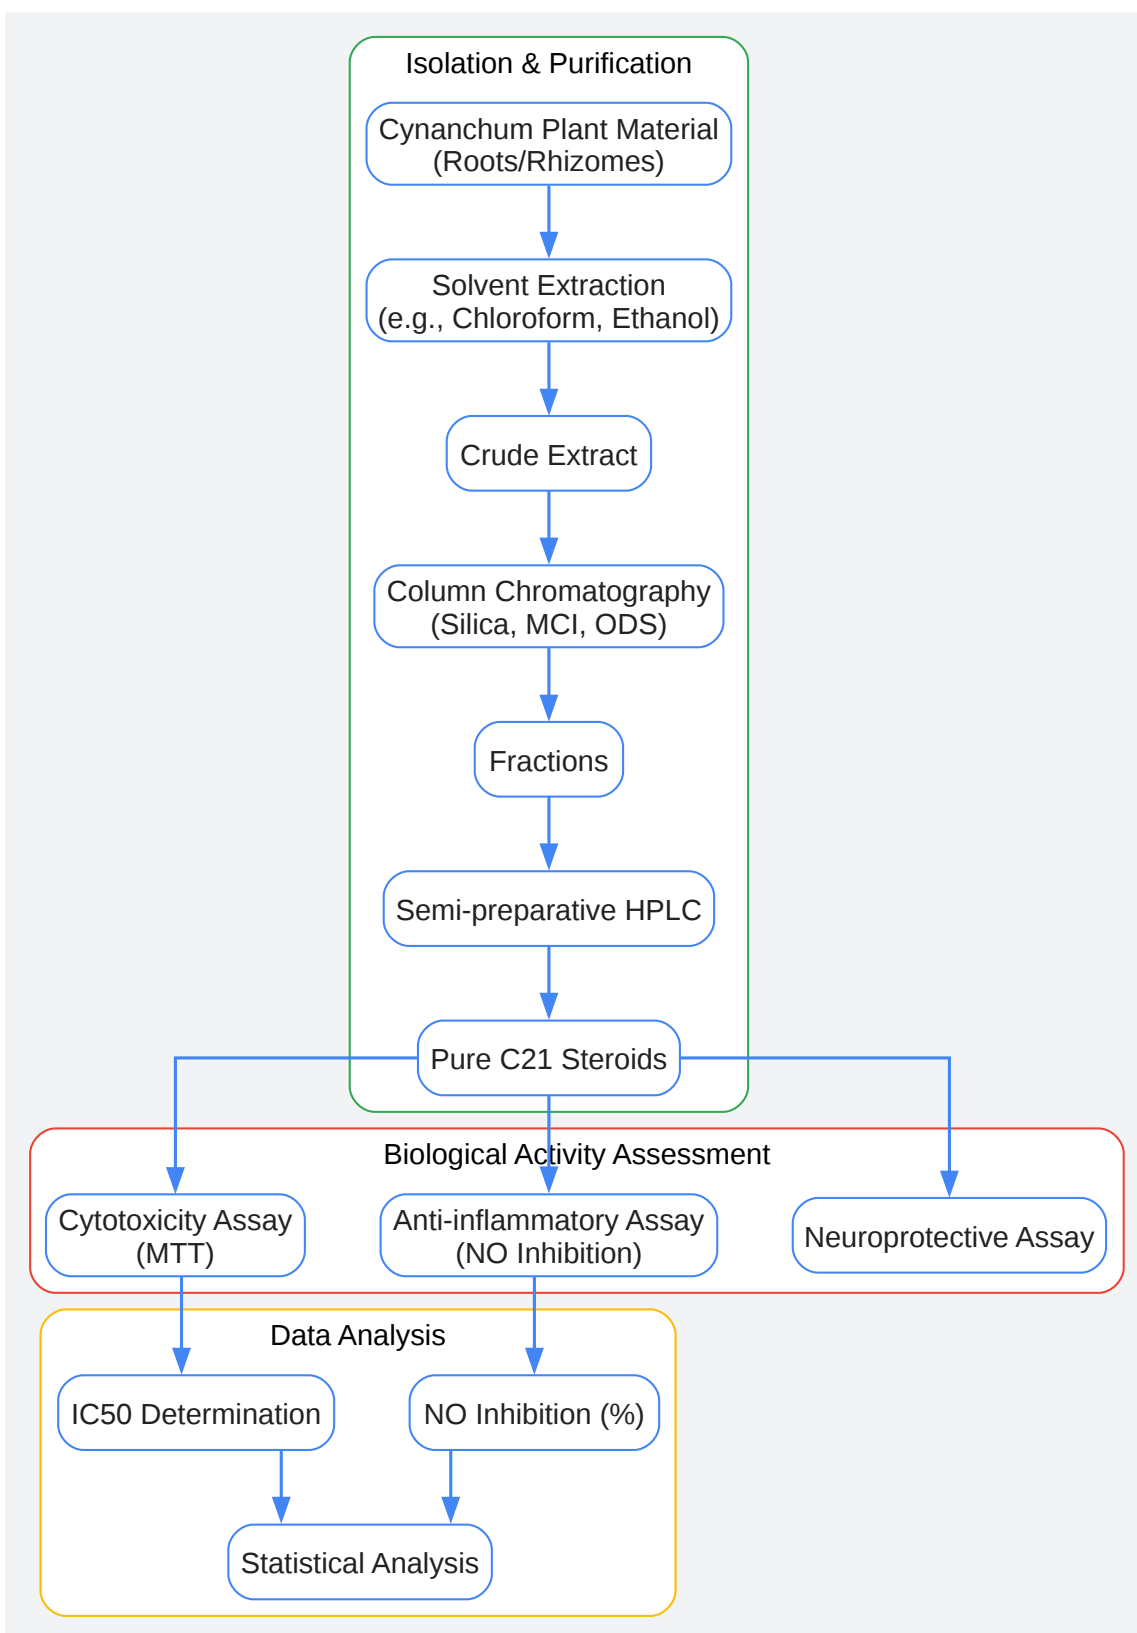 Isolation & Purification
Cynanchum Plant Material
(Roots/Rhizomes)
Solvent Extraction
(e.g., Chloroform, Ethanol)
Crude Extract
Column Chromatography
(Silica, MCI, ODS)
Fractions
Semi-preparative HPLC
Pure C21 Steroids
Biological Activity Assessment
Cytotoxicity Assay
(MTT)
Anti-inflammatory Assay
(NO Inhibition)
Neuroprotective Assay
Data Analysis
IC50 Determination
NO Inhibition (%)
Statistical Analysis